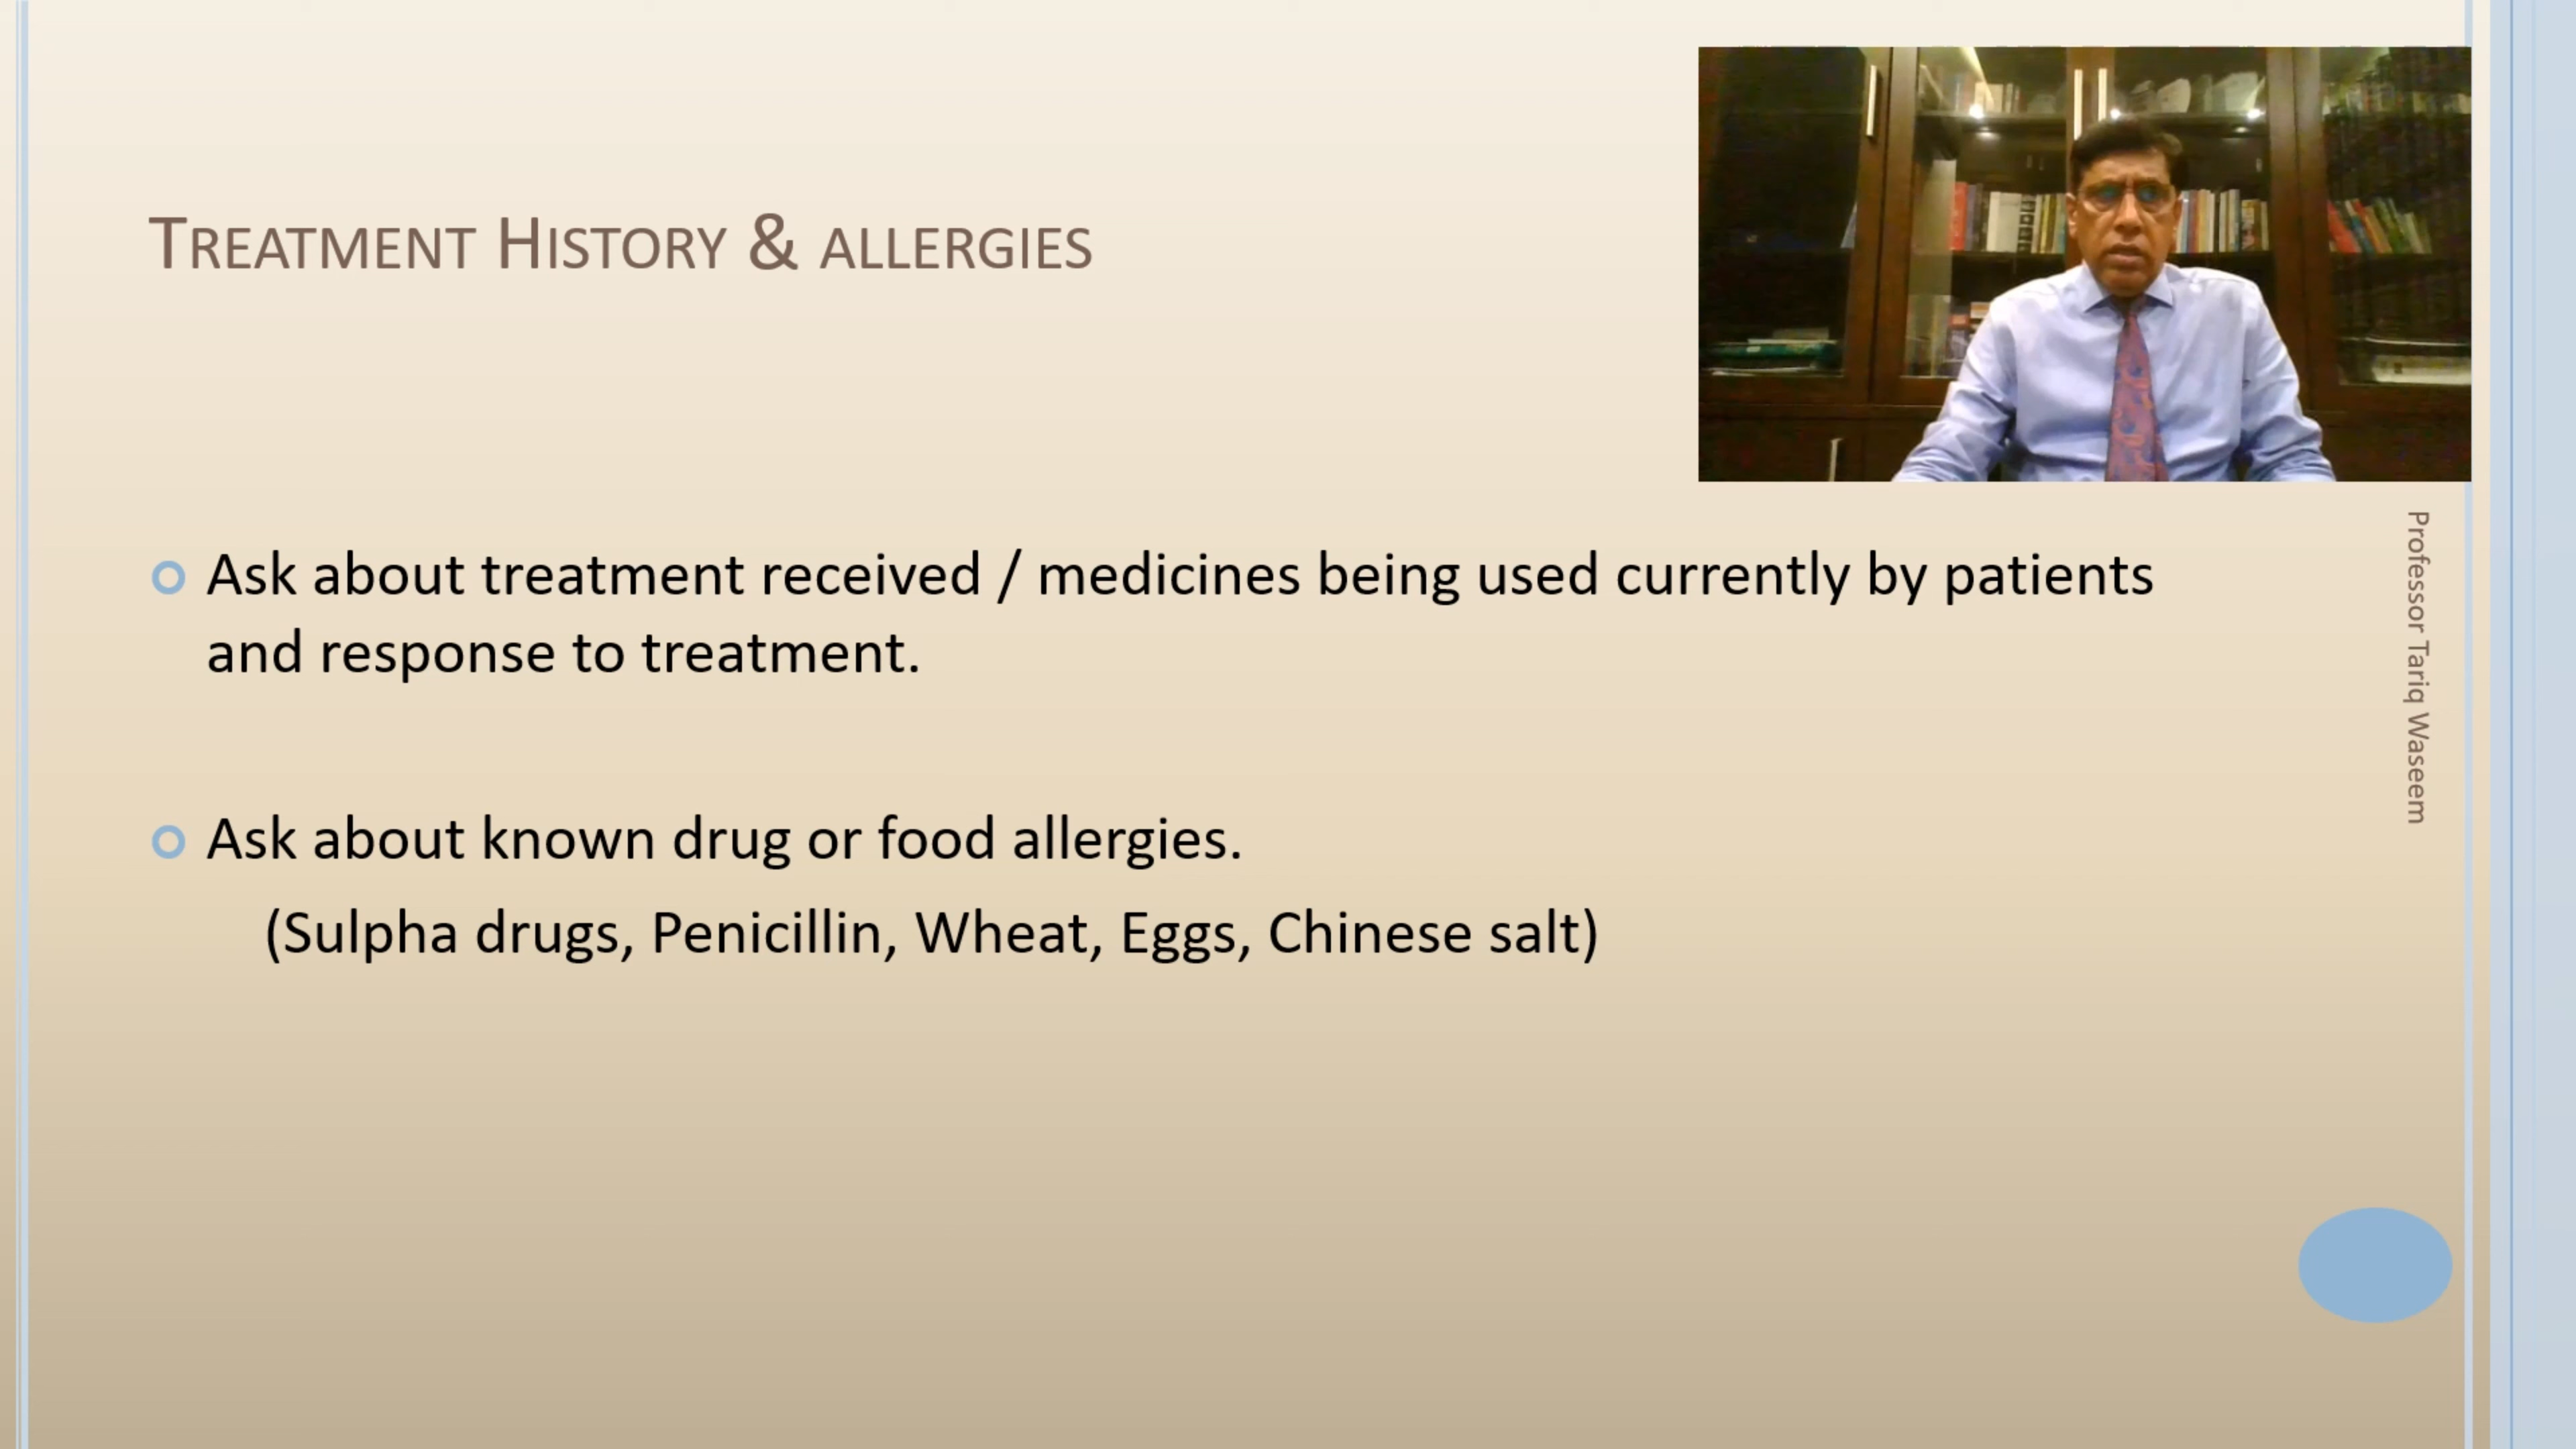 Treatment History & allergies
Ask about treatment received / medicines being used currently by patients
and response to treatment.
Ask about known drug or food allergies.
(Sulpha drugs, Penicillin, Wheat, Eggs, Chinese salt)
Professor Tariq Waseem